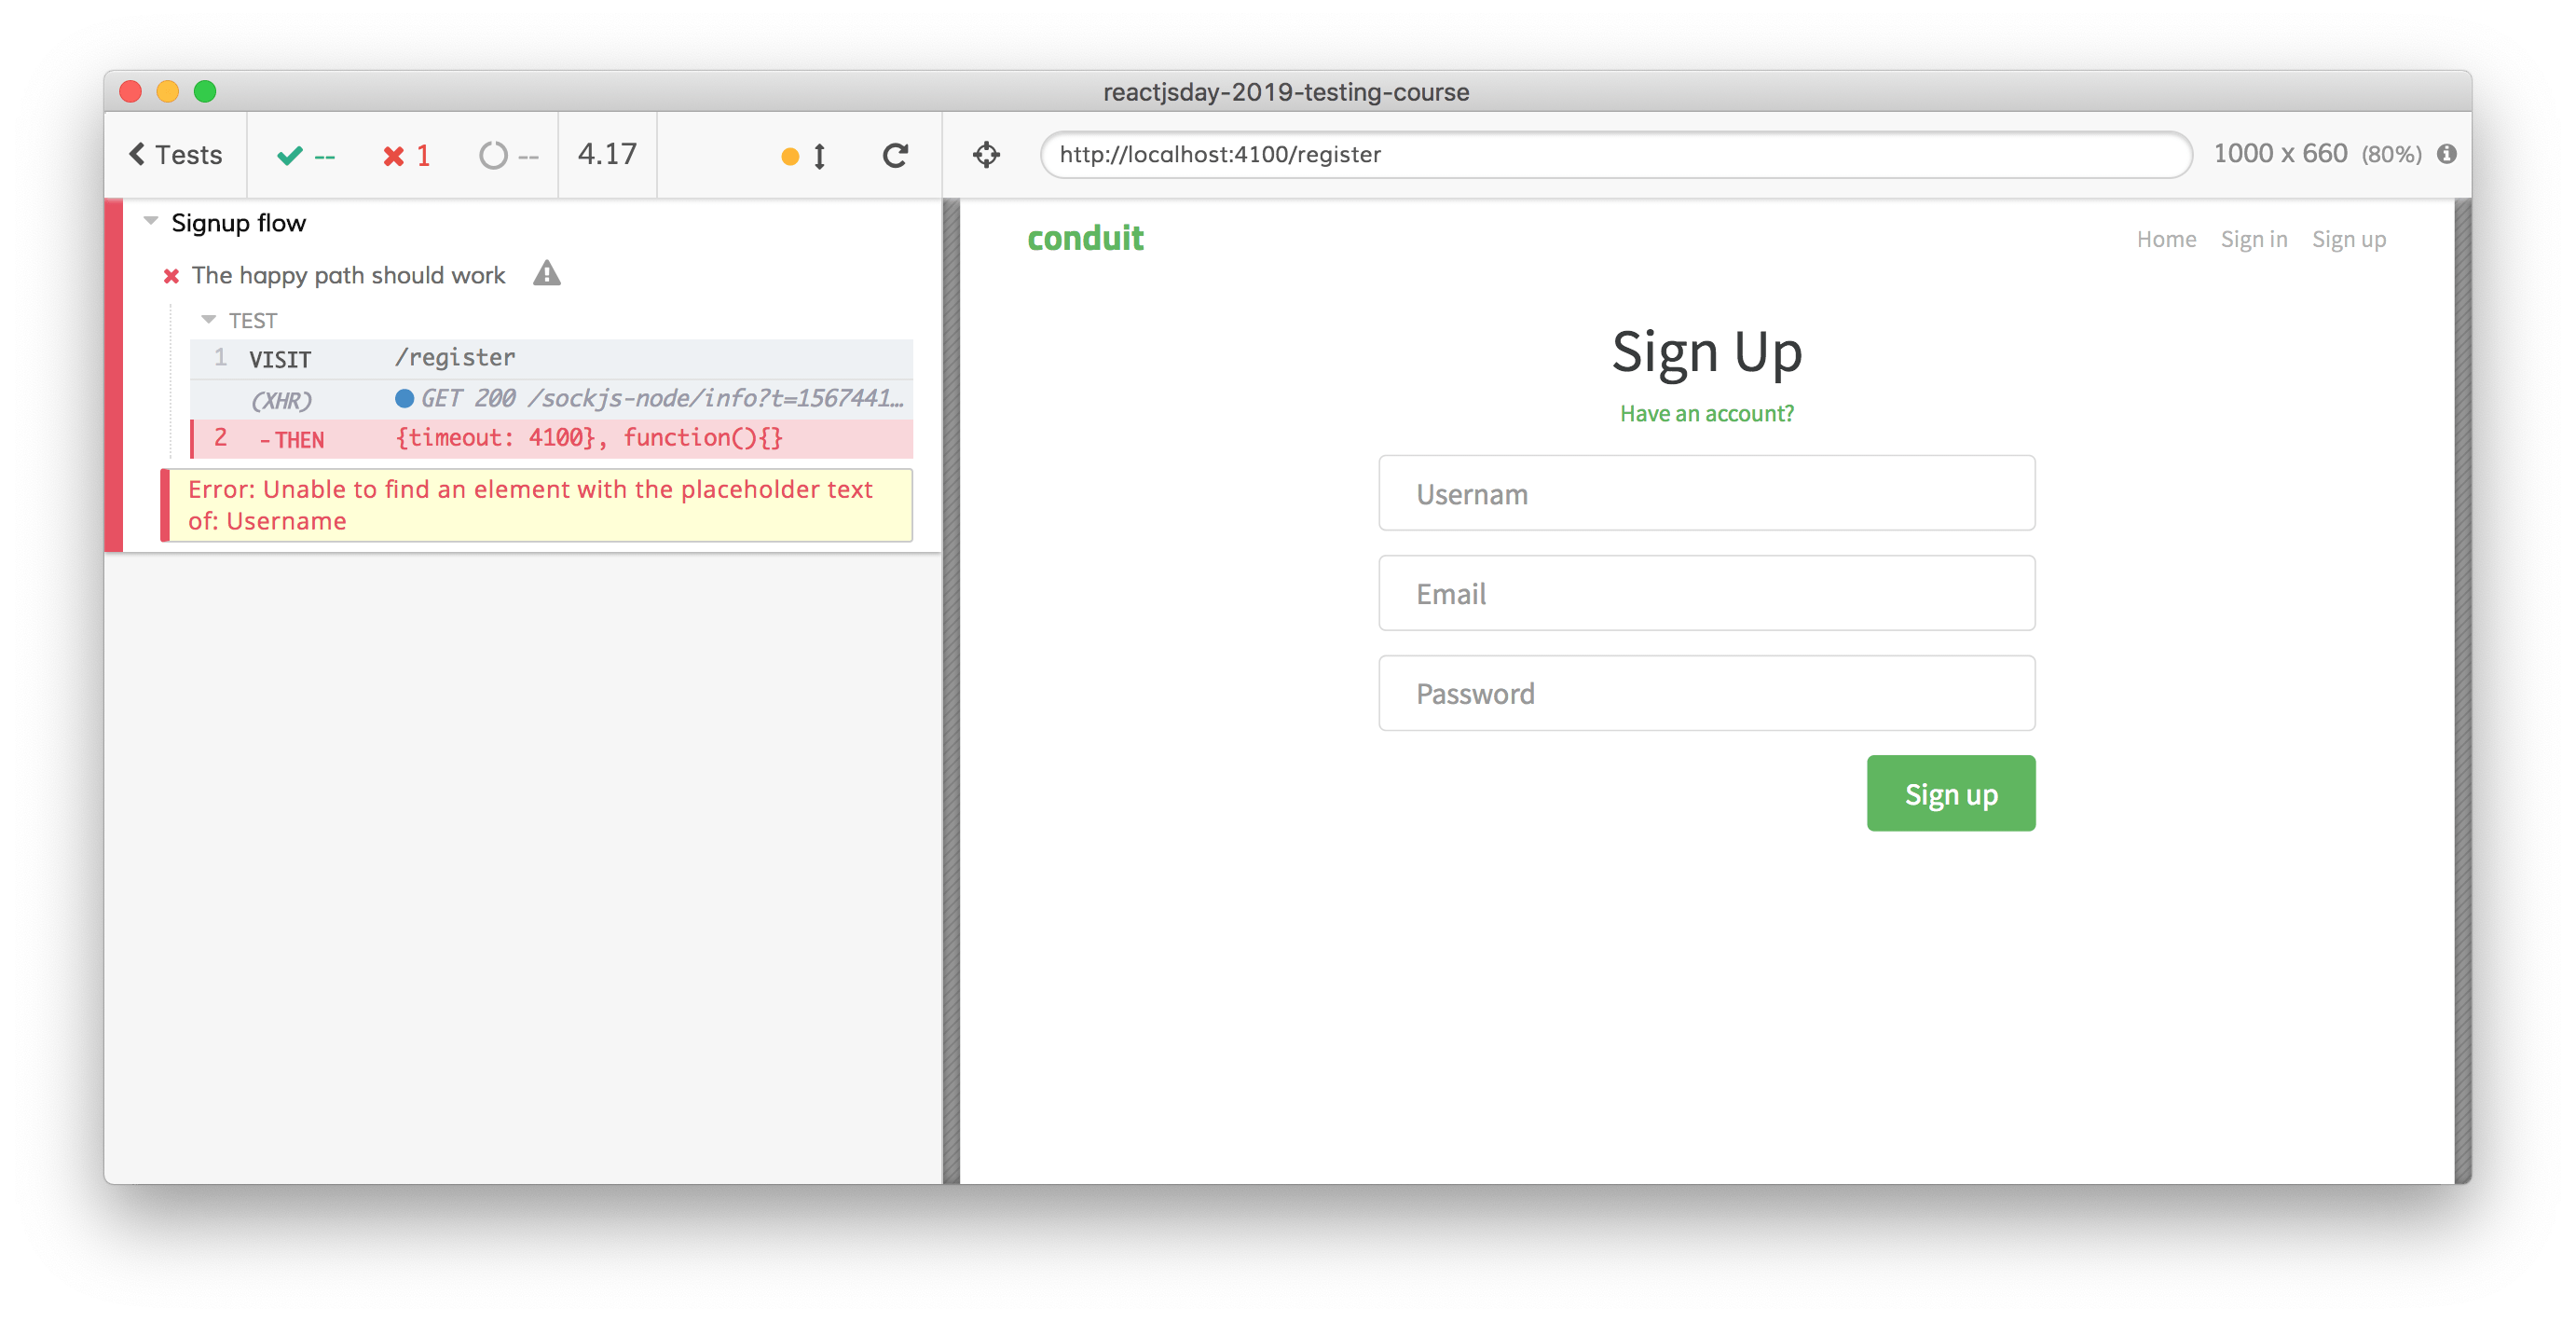 reactjsday-2019-testing-course
Tests -- 1 -- 4.17
http://localhost:4100/register
1000 x 660 (80%)
Signup flow
The happy path should work
TEST
1 VISIT /register
(XHR) GET 200 /sockjs-node/info?t=1567441...
2 -THEN {timeout: 4100}, function(){}
Error: Unable to find an element with the placeholder text
of: Username
conduit
Home Sign in Sign up
Sign Up
Have an account?
Usernam
Email
Password
Sign up